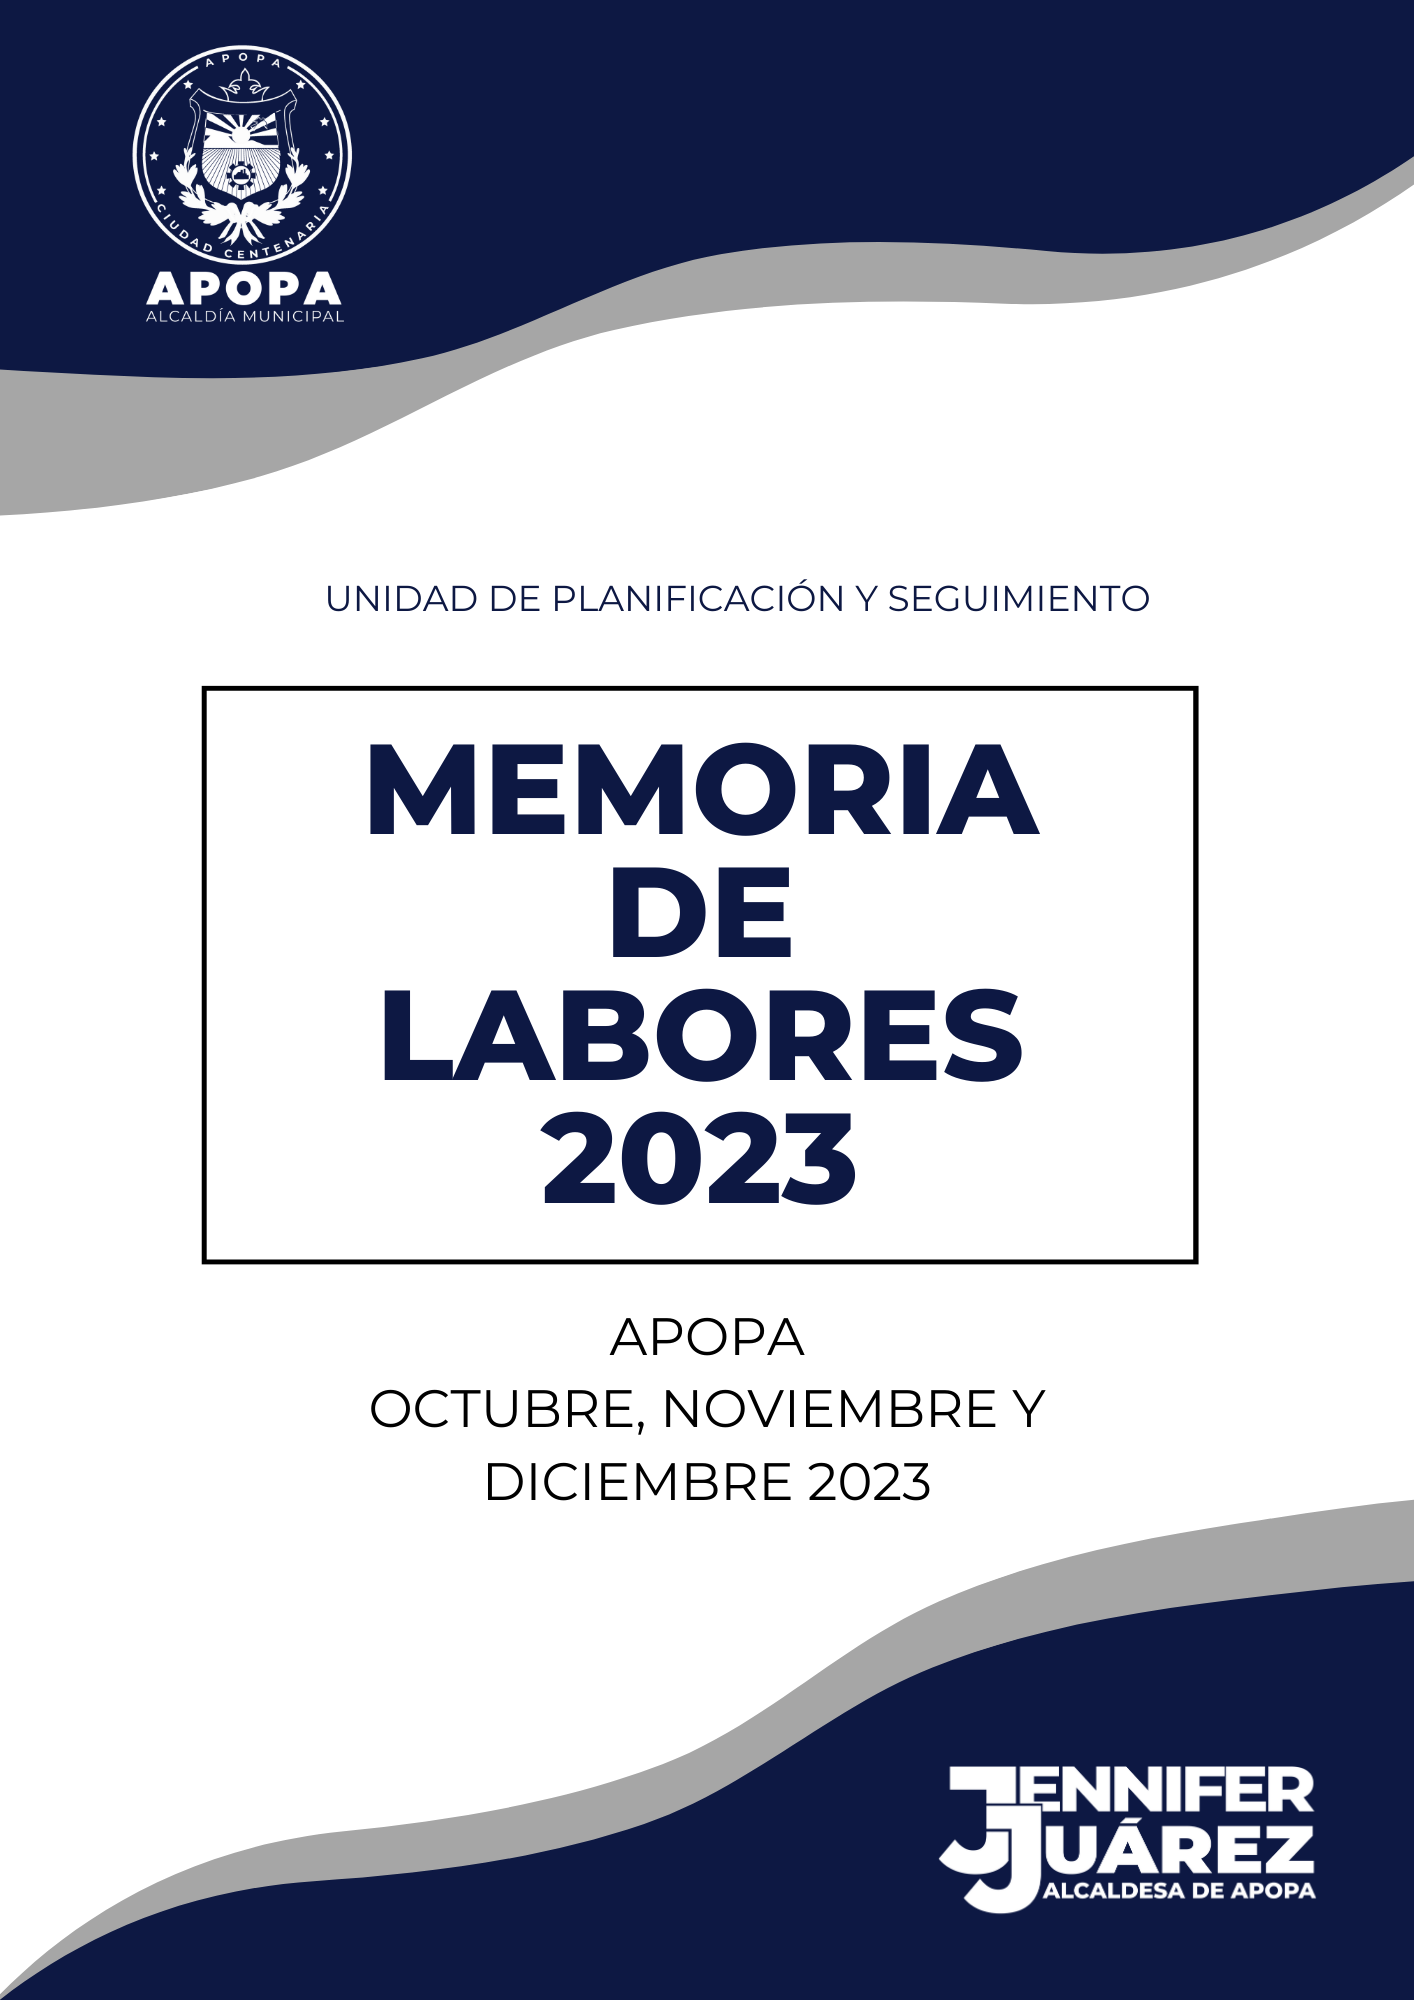 APOPA
CIUDAD CENTENARIA
APOPA
ALCALDÍA MUNICIPAL
UNIDAD DE PLANIFICACIÓN Y SEGUIMIENTO
MEMORIA
DE
LABORES
2023
APOPA
OCTUBRE, NOVIEMBRE Y
DICIEMBRE 2023
JENNIFER
JUÁREZ
ALCALDESA DE APOPA